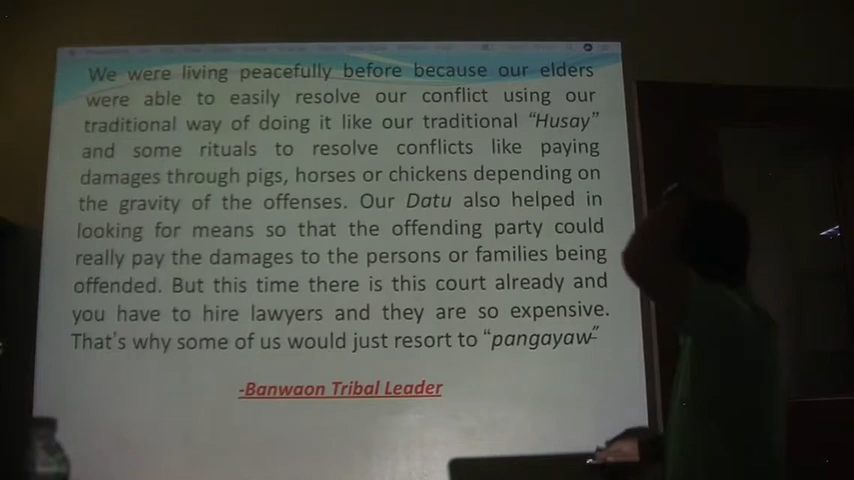 We were living peacefully before because our elders
were able to easily resolve our conflict using our
traditional way of doing it like our traditional “Husay”
and some rituals to resolve conflicts like paying
damages through pigs, horses or chickens depending on
the gravity of the offenses. Our Datu also helped in
looking for means so that the offending party could
really pay the damages to the persons or families being
offended. But this time there is this court already and
you have to hire lawyers and they are so expensive.
That's why some of us would just resort to “pangayaw”
-Banwaon Tribal Leader